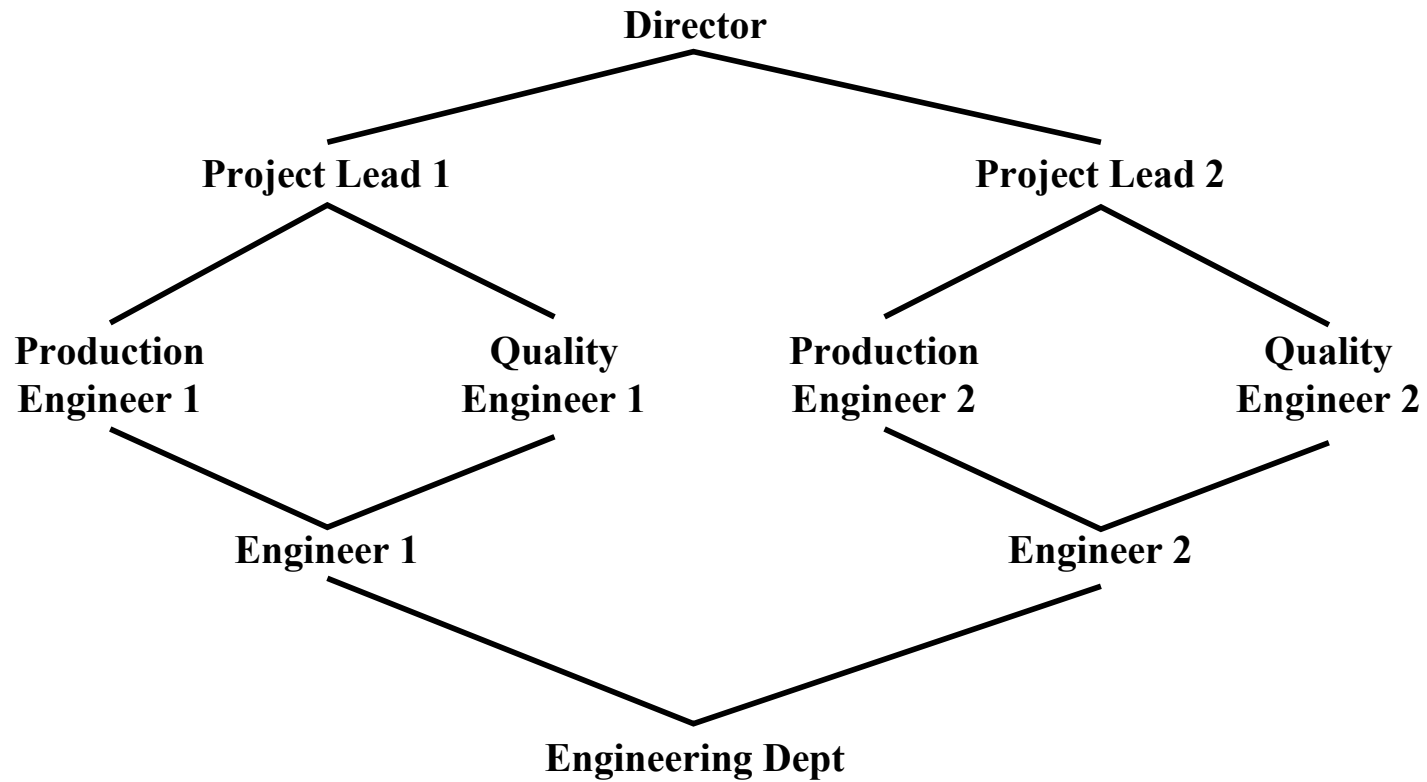 Director
Project Lead 1
Project Lead 2
Production
Engineer 1
Quality
Engineer 1
Production
Engineer 2
Quality
Engineer 2
Engineer 1
Engineer 2
Engineering Dept